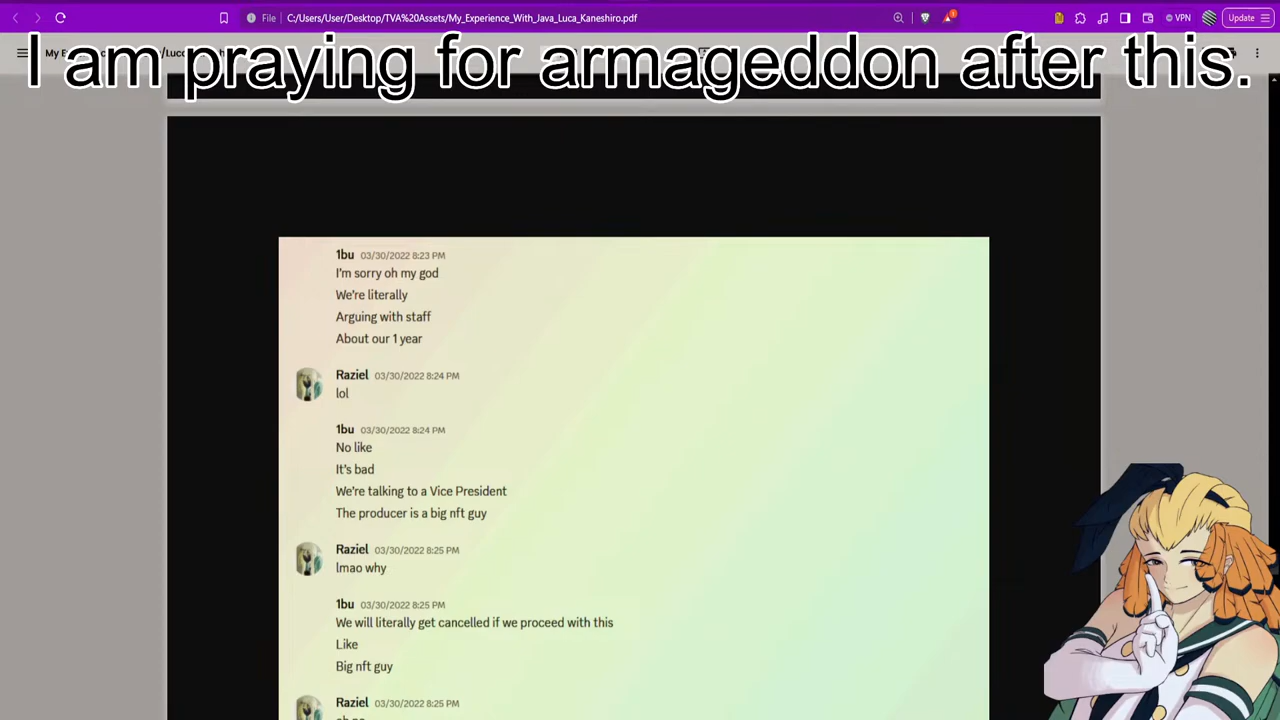 File C:/Users/User/Desktop/TVA%20Assets/My_Experience_With_Java_Luca_Kaneshiro.pdf VPN Update
I am praying for armageddon after this.
1bu 03/30/2022 8:23 PM
I'm sorry oh my god
We're literally
Arguing with staff
About our 1 year
Raziel 03/30/2022 8:24 PM
lol
1bu 03/30/2022 8:24 PM
No like
It's bad
We're talking to a Vice President
The producer is a big nft guy
Raziel 03/30/2022 8:25 PM
lmao why
1bu 03/30/2022 8:25 PM
We will literally get cancelled if we proceed with this
Like
Big nft guy
Raziel 03/30/2022 8:25 PM